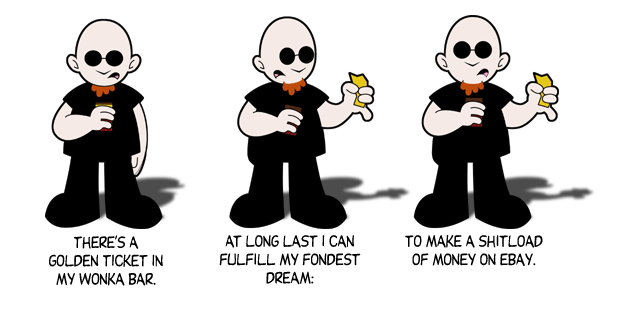 THERE'S A
GOLDEN TICKET IN
MY WONKA BAR.
AT LONG LAST I CAN
FULFILL MY FONDEST
DREAM:
TO MAKE A SHITLOAD
OF MONEY ON EBAY.